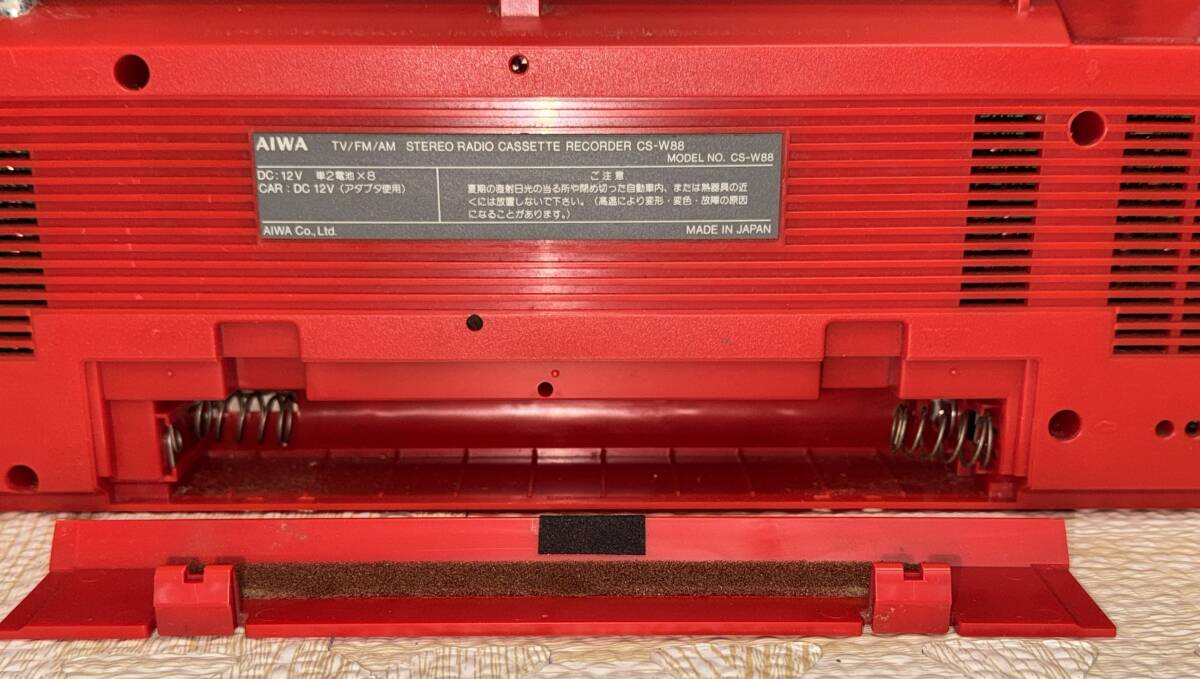 AIWA TV/FM/AM STEREO RADIO CASSETTE RECORDER CS-W88
MODEL NO. CS-W88
DC: 12V 単2電池×8
CAR: DC 12V (アダプタ使用)
ご注意
夏期の直射日光の当る所や閉め切った自動車内、または熱器具の近
くには放置しないで下さい。(高温により変形・変色・故障の原因
になることがあります。)
AIWA Co., Ltd.
MADE IN JAPAN